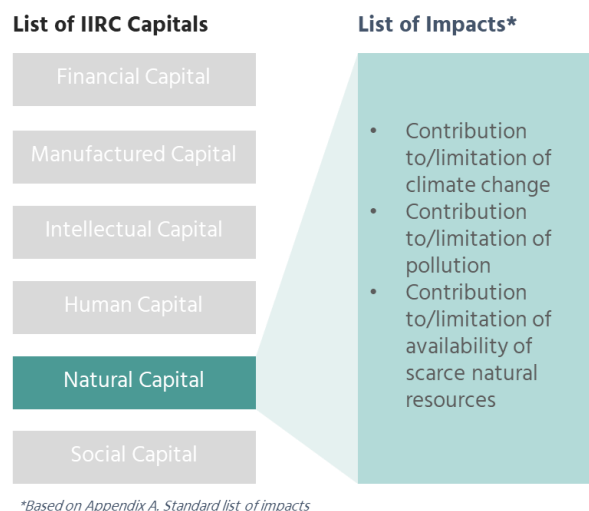 List of IIRC Capitals
Financial Capital
Manufactured Capital
Intellectual Capital
Human Capital
Natural Capital
Social Capital
List of Impacts*
• Contribution
to/limitation of
climate change
• Contribution
to/limitation of
pollution
• Contribution
to/limitation of
availability of
scarce natural
resources
*Based on Appendix A. Standard list of impacts